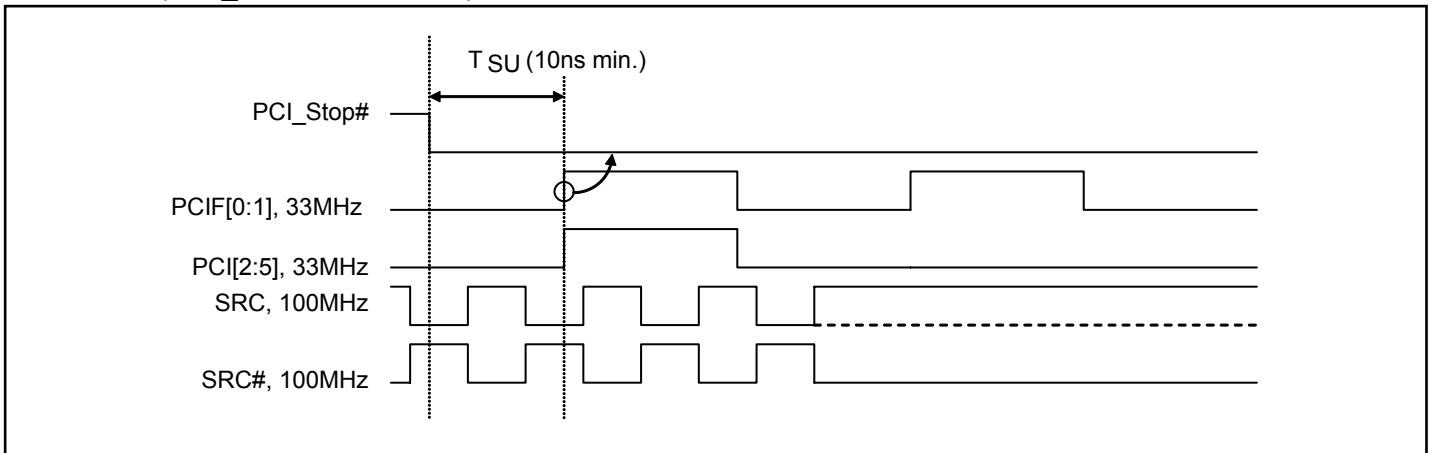 T SU (10ns min.)
PCI_Stop#
PCIF[0:1], 33MHz
PCI[2:5], 33MHz
SRC, 100MHz
SRC#, 100MHz